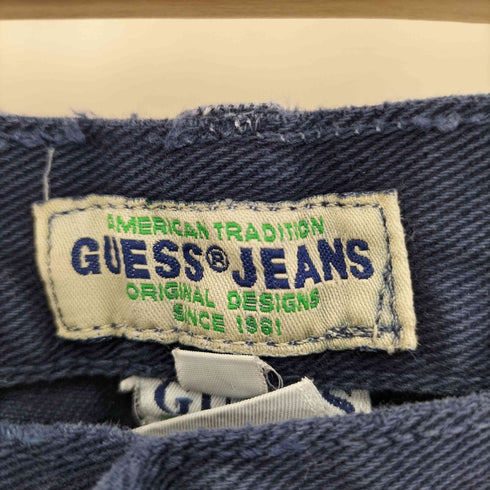 AMERICAN TRADITION
GUESS® JEANS
ORIGINAL DESIGNS
SINCE 1981